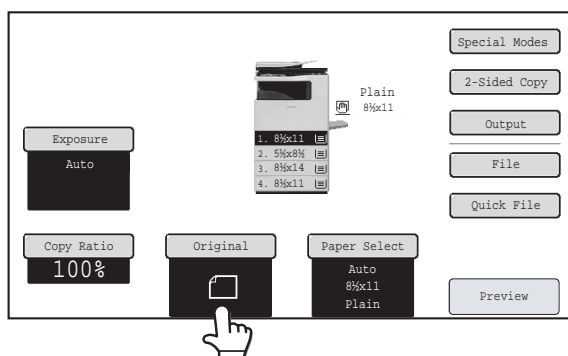 Special Modes
2-Sided Copy
Output
File
Quick File
Preview
Plain
8½x11
1. 8½x11
2. 5½x8½
3. 8½x14
4. 8½x11
Exposure
Auto
Copy Ratio
100%
Original
Paper Select
Auto
8½x11
Plain